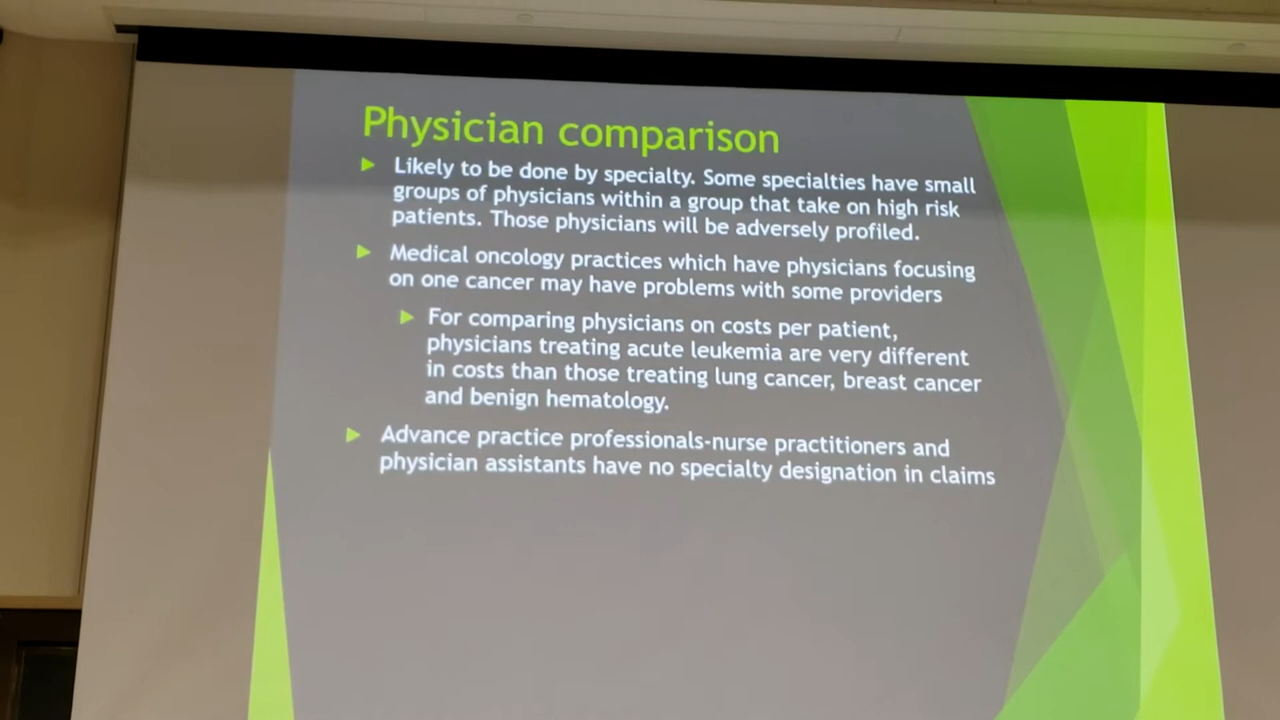 Physician comparison
Likely to be done by specialty. Some specialties have small
groups of physicians within a group that take on high risk
patients. Those physicians will be adversely profiled.
Medical oncology practices which have physicians focusing
on one cancer may have problems with some providers
For comparing physicians on costs per patient,
physicians treating acute leukemia are very different
in costs than those treating lung cancer, breast cancer
and benign hematology.
Advance practice professionals-nurse practitioners and
physician assistants have no specialty designation in claims